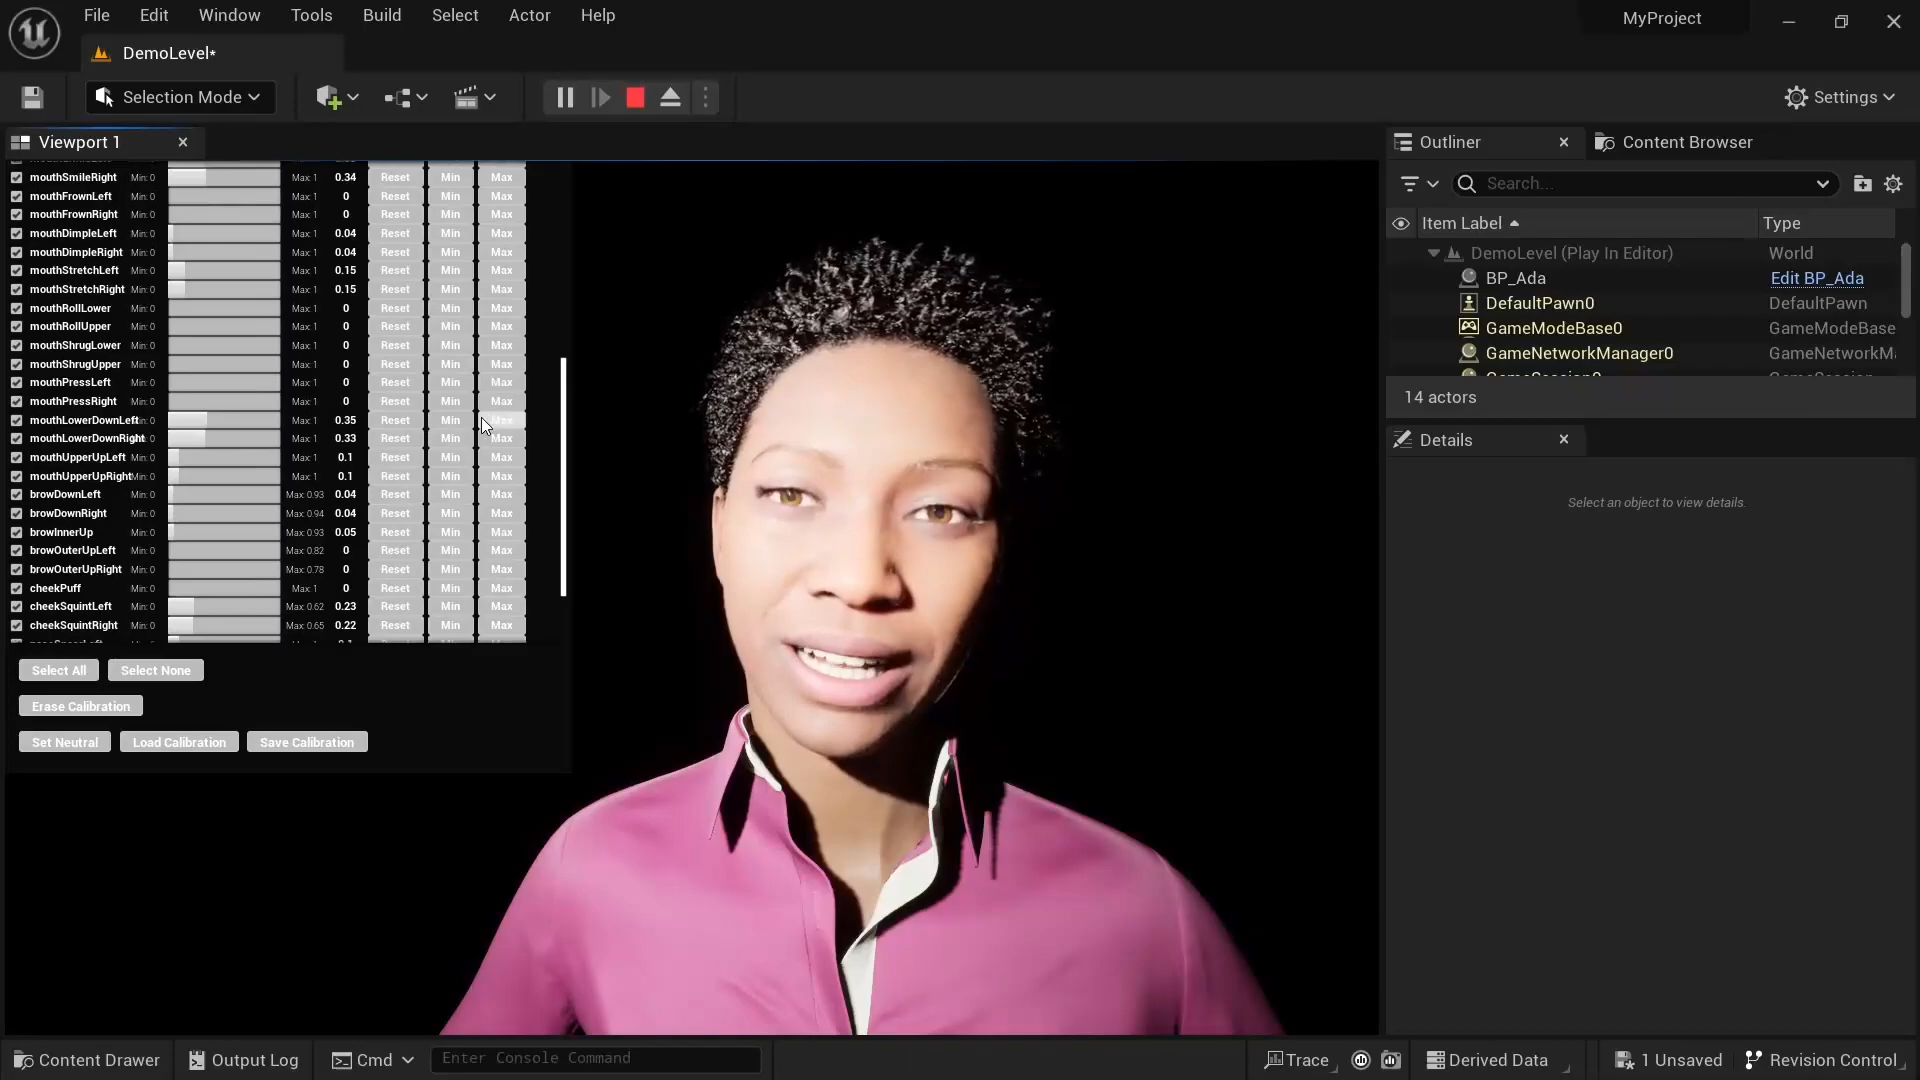 File Edit Window Tools Build Select Actor Help
MyProject
DemoLevel*
Selection Mode
Settings
Viewport 1
mouthSmileRight Min: 0 Max: 1 0.34 Reset Min Max
mouthFrownLeft Min: 0 Max: 1 0 Reset Min Max
mouthFrownRight Min: 0 Max: 1 0 Reset Min Max
mouthDimpleLeft Min: 0 Max: 1 0.04 Reset Min Max
mouthDimpleRight Min: 0 Max: 1 0.04 Reset Min Max
mouthStretchLeft Min: 0 Max: 1 0.15 Reset Min Max
mouthStretchRight Min: 0 Max: 1 0.15 Reset Min Max
mouthRollLower Min: 0 Max: 1 0 Reset Min Max
mouthRollUpper Min: 0 Max: 1 0 Reset Min Max
mouthShrugLower Min: 0 Max: 1 0 Reset Min Max
mouthShrugUpper Min: 0 Max: 1 0 Reset Min Max
mouthPressLeft Min: 0 Max: 1 0 Reset Min Max
mouthPressRight Min: 0 Max: 1 0 Reset Min Max
mouthLowerDownLeft Max: 1 0.35 Reset Min Max
mouthLowerDownRight Max: 1 0.33 Reset Min Max
mouthUpperUpLeft Min: 0 Max: 1 0.1 Reset Min Max
mouthUpperUpRight Min: 0 Max: 1 0.1 Reset Min Max
browDownLeft Min: 0 Max: 0.93 0.04 Reset Min Max
browDownRight Min: 0 Max: 0.94 0.04 Reset Min Max
browInnerUp Min: 0 Max: 0.93 0.05 Reset Min Max
browOuterUpLeft Min: 0 Max: 0.82 0 Reset Min Max
browOuterUpRight Min: 0 Max: 0.78 0 Reset Min Max
cheekPuff Min: 0 Max: 1 0 Reset Min Max
cheekSquintLeft Min: 0 Max: 0.62 0.23 Reset Min Max
cheekSquintRight Min: 0 Max: 0.65 0.22 Reset Min Max
Select All Select None
Erase Calibration
Set Neutral Load Calibration Save Calibration
Outliner Content Browser
Search...
Item Label Type
DemoLevel (Play In Editor) World
BP_Ada Edit BP_Ada
DefaultPawn0 DefaultPawn
GameModeBase0 GameModeBase
GameNetworkManager0 GameNetworkM
14 actors
Details
Select an object to view details.
Content Drawer Output Log Cmd Enter Console Command Trace Derived Data 1 Unsaved Revision Control